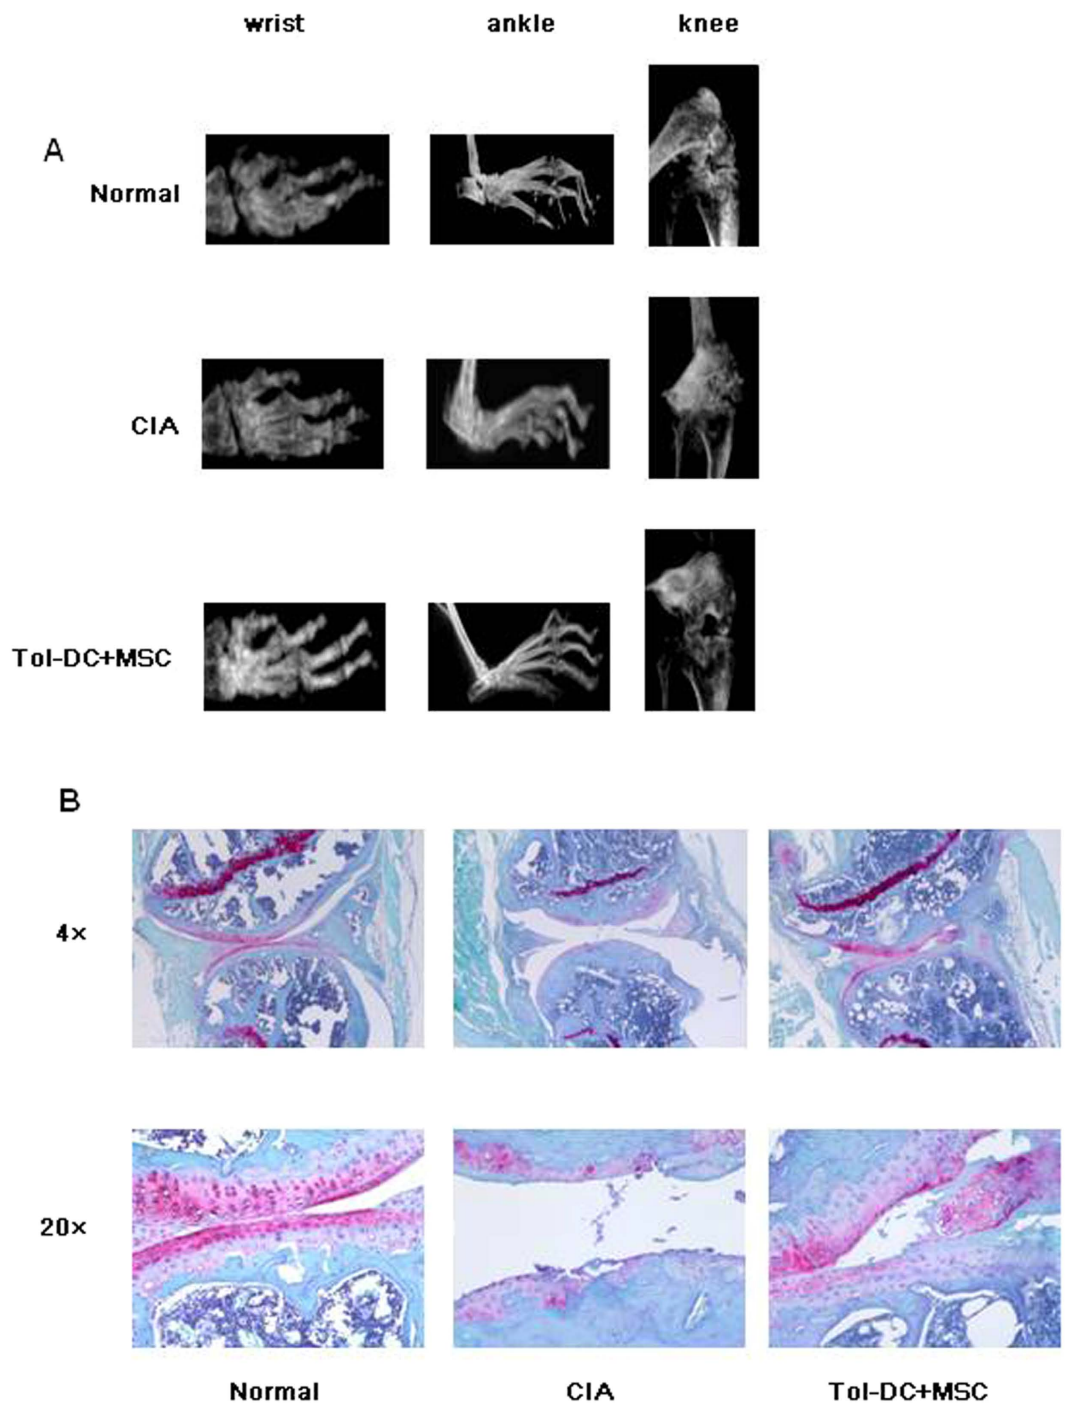 wrist ankle knee
A
Normal
CIA
Tol-DC+MSC
B
4×
20×
Normal CIA Tol-DC+MSC